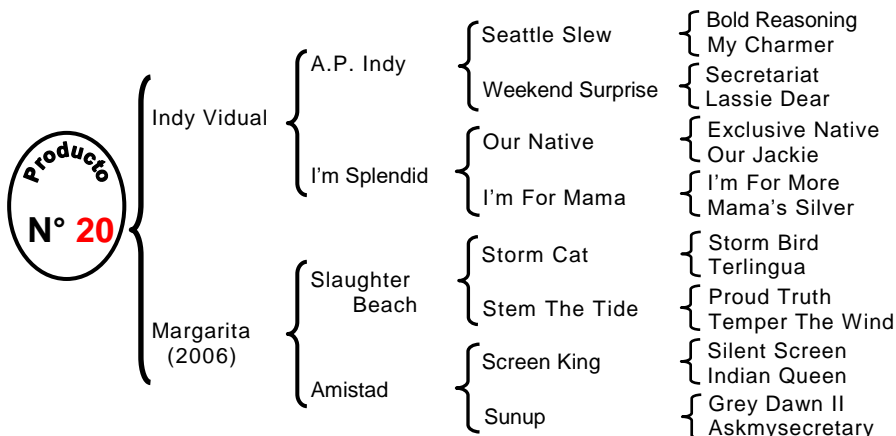 Producto
N° 20
Indy Vidual
Margarita
(2006)
A.P. Indy
I'm Splendid
Slaughter
Beach
Amistad
Seattle Slew
Weekend Surprise
Our Native
I'm For Mama
Storm Cat
Stem The Tide
Screen King
Sunup
Bold Reasoning
My Charmer
Secretariat
Lassie Dear
Exclusive Native
Our Jackie
I'm For More
Mama's Silver
Storm Bird
Terlingua
Proud Truth
Temper The Wind
Silent Screen
Indian Queen
Grey Dawn II
Askmysecretary